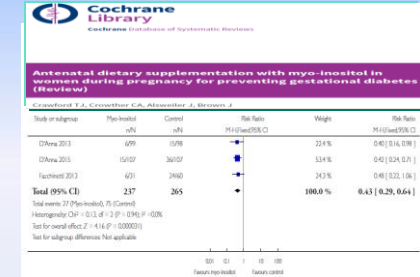 Cochrane
Library
Cochrane Database of Systematic Reviews
Antenatal dietary supplementation with myo-inositol in
women during pregnancy for preventing gestational diabetes
(Review)
Crawford TJ, Crowther CA, Alsweiler J, Brown J
Study or subgroup Myo-Inositol Control Risk Ratio Weight Risk Ratio
n/N n/N M-H,Fixed,95% CI M-H,Fixed,95% CI
D'Anna 2013 6/99 15/98 22.4 % 0.40 [ 0.16, 0.98 ]
D'Anna 2015 15/107 36/107 53.4 % 0.42 [ 0.24, 0.71 ]
Facchinetti 2013 6/31 24/60 24.3 % 0.48 [ 0.22, 1.06 ]
Total (95% CI) 237 265 100.0 % 0.43 [ 0.29, 0.64 ]
Total events: 27 (Myo-Inositol), 75 (Control)
Heterogeneity: Chi² = 0.13, df = 2 (P = 0.94); I² =0.0%
Test for overall effect: Z = 4.16 (P = 0.000031)
Test for subgroup differences: Not applicable
0.01 0.1 1 10 100
Favours myo-inositol Favours control